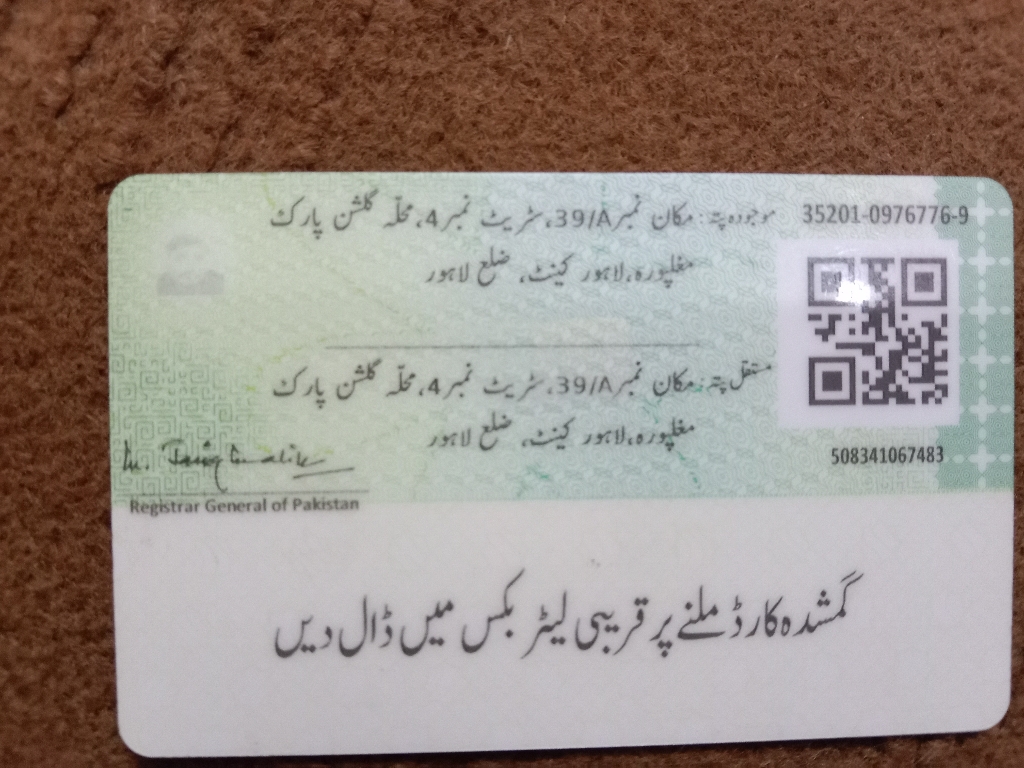 35201-0976776-9
موجودہ پتہ: مکان نمبر 39/A، سٹریٹ نمبر 4، محلّہ گلشن پارک
مغلپورہ، لاہور کینٹ، ضلع لاہور
مستقل پتہ: مکان نمبر 39/A، سٹریٹ نمبر 4، محلّہ گلشن پارک
مغلپورہ، لاہور کینٹ، ضلع لاہور
508341067483
Registrar General of Pakistan
گمشدہ کارڈ ملنے پر قریبی لیٹر بکس میں ڈال دیں